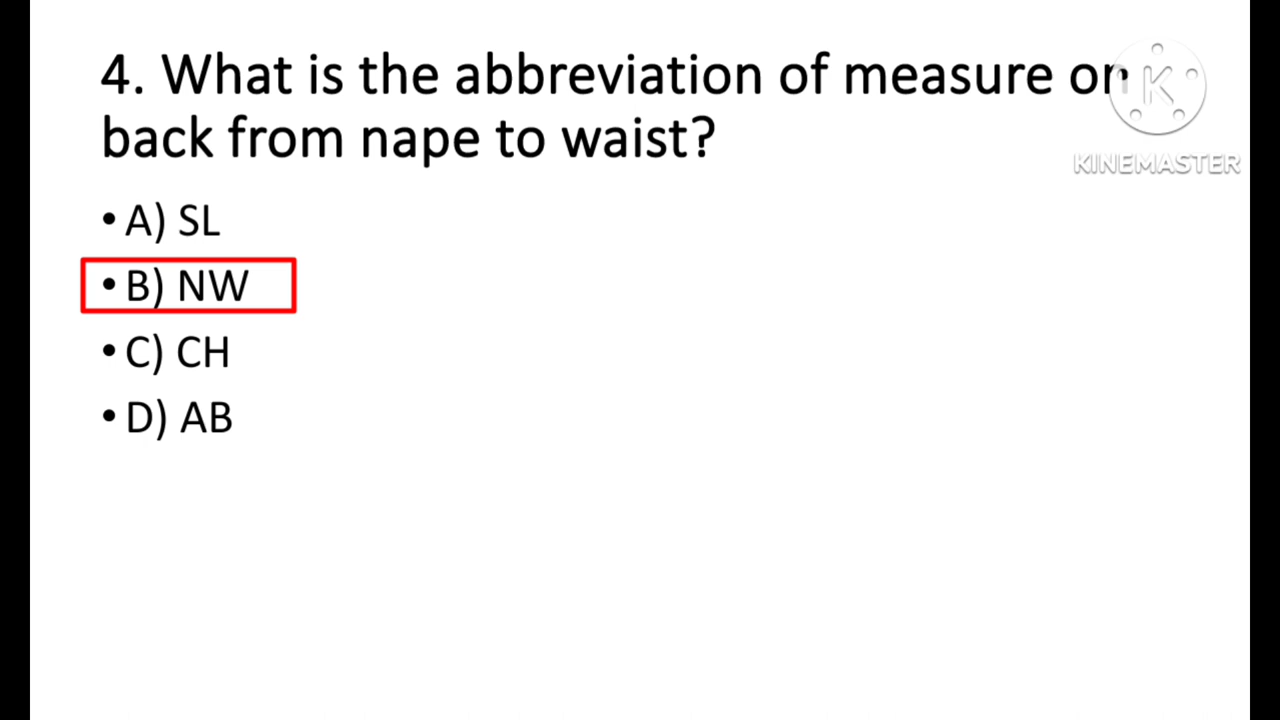 4. What is the abbreviation of measure on
back from nape to waist?
• A) SL
• B) NW
• C) CH
• D) AB
K
KINEMASTER